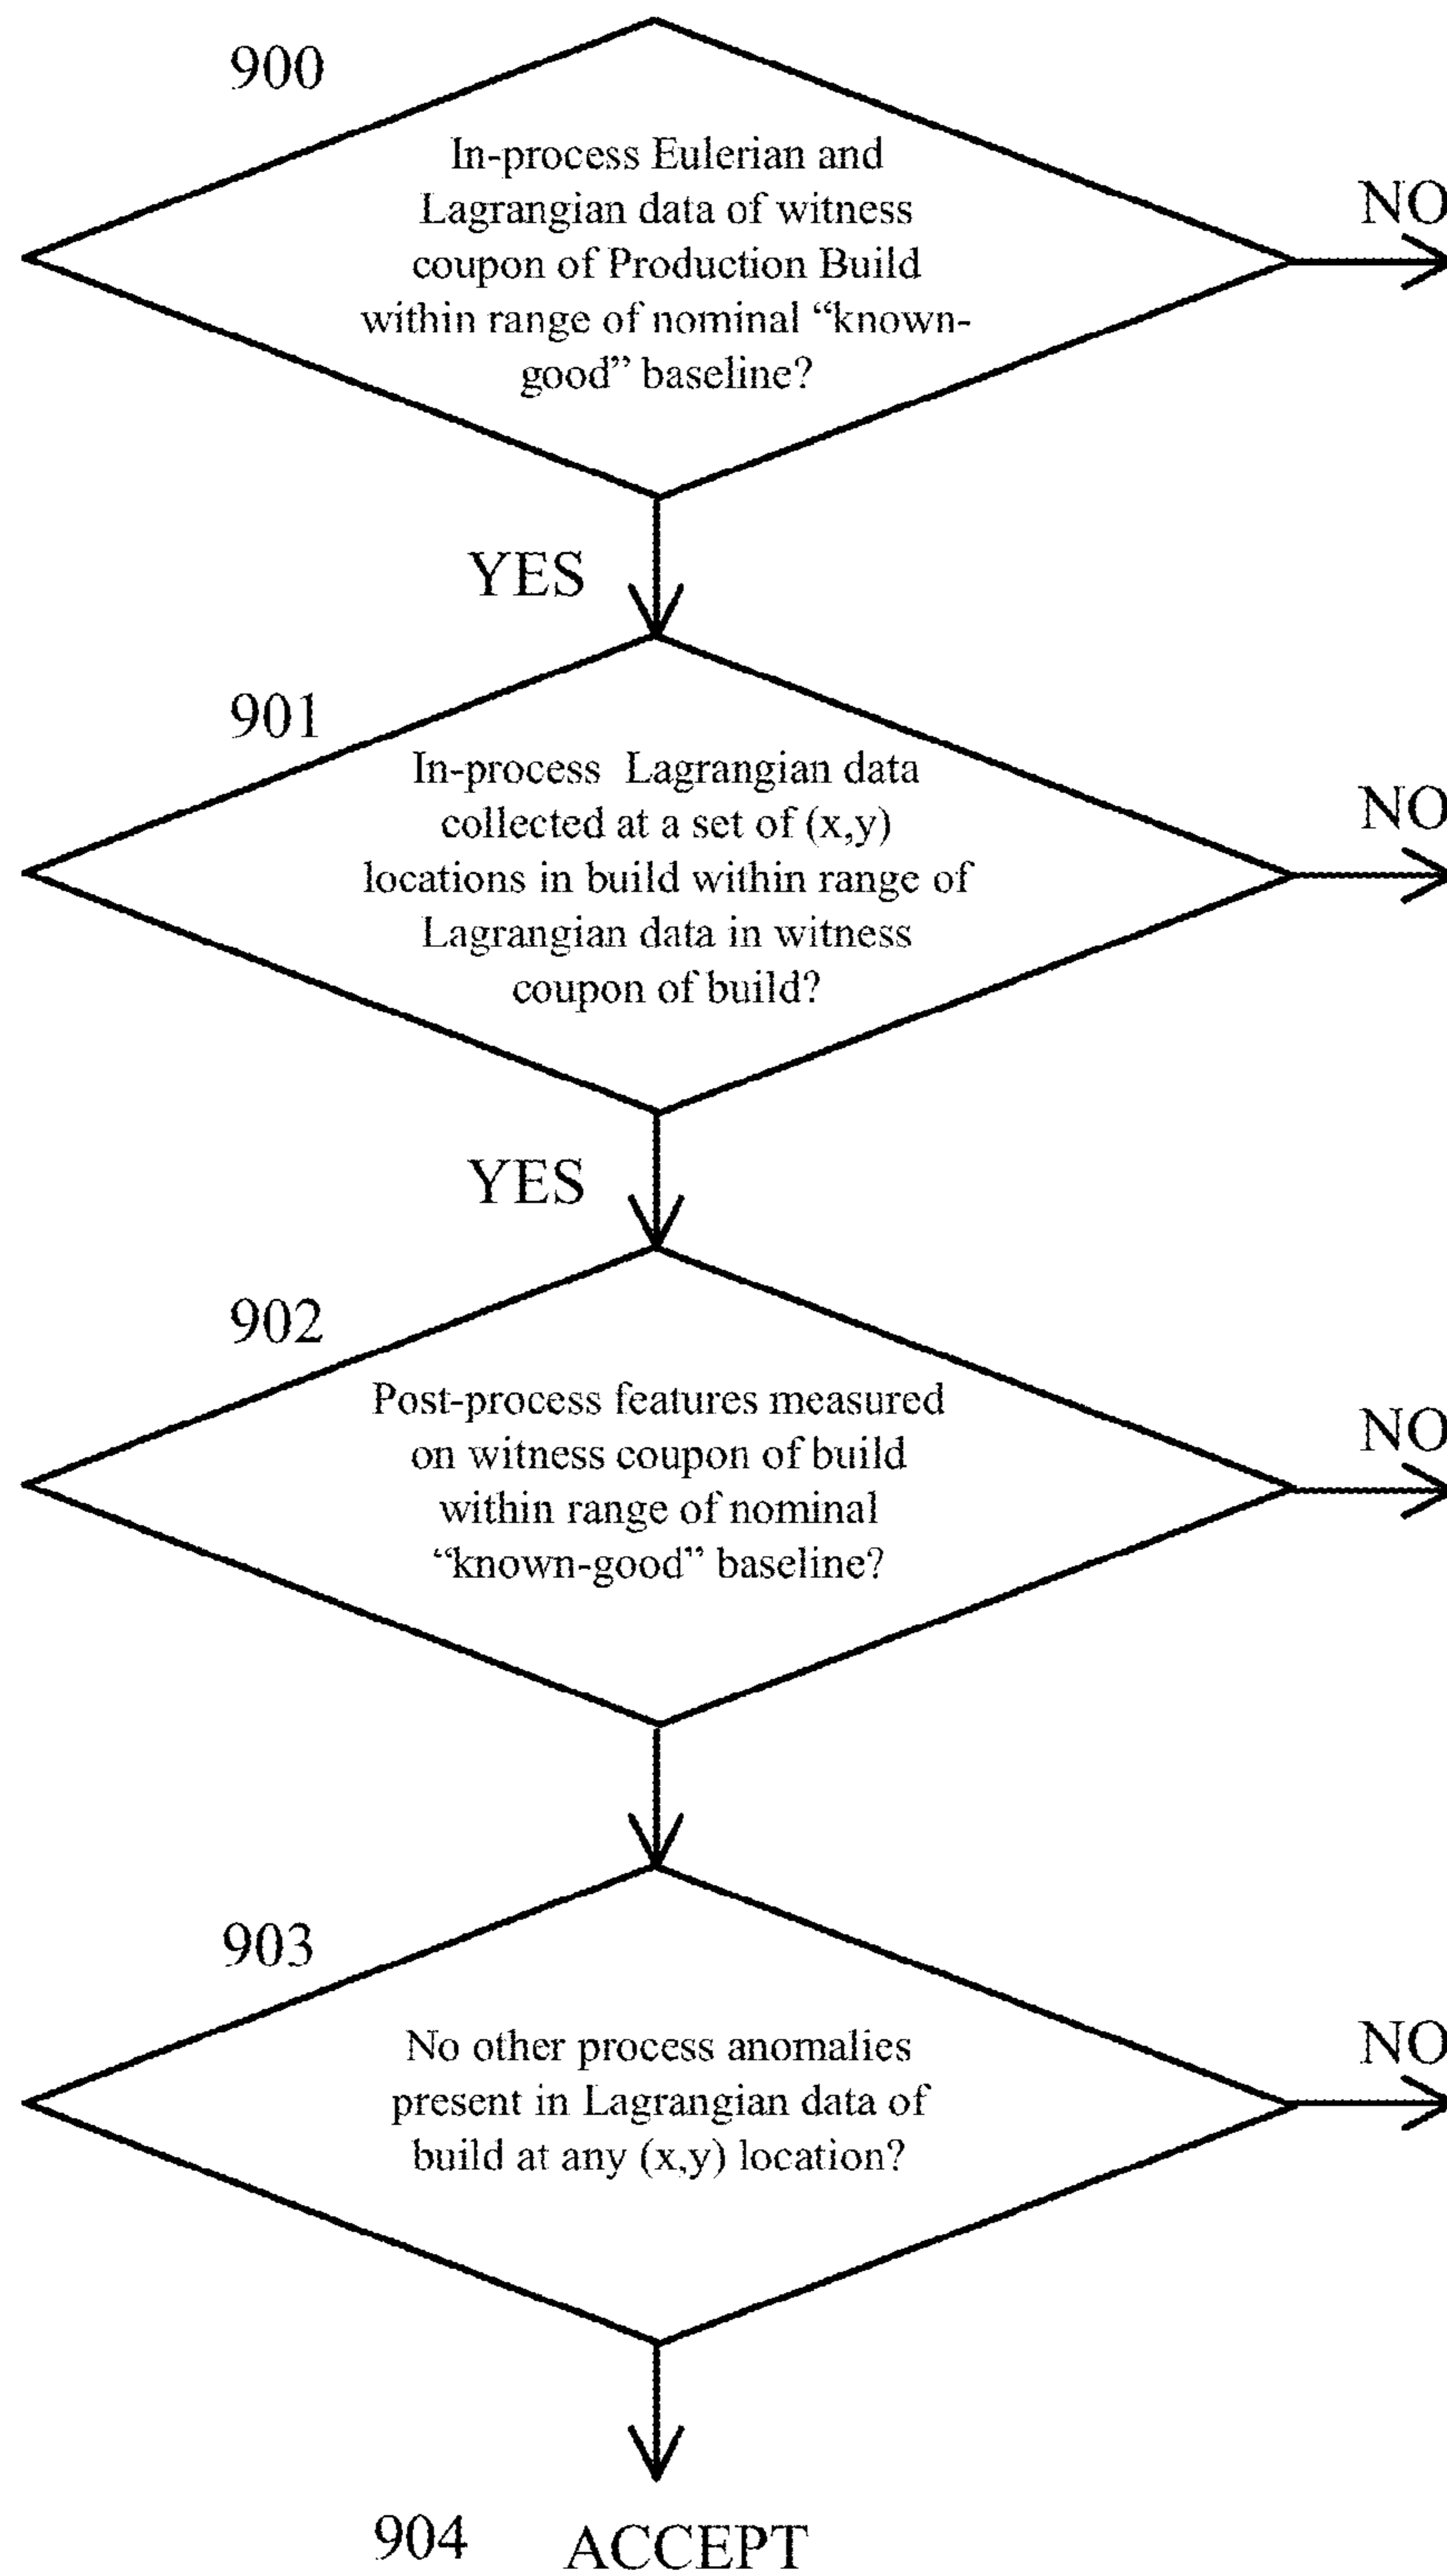 900
In-process Eulerian and
Lagrangian data of witness
coupon of Production Build
within range of nominal “known-
good” baseline?
NO
YES
901
In-process Lagrangian data
collected at a set of (x,y)
locations in build within range of
Lagrangian data in witness
coupon of build?
NO
YES
902
Post-process features measured
on witness coupon of build
within range of nominal
“known-good” baseline?
NO
903
No other process anomalies
present in Lagrangian data of
build at any (x,y) location?
NO
904 ACCEPT